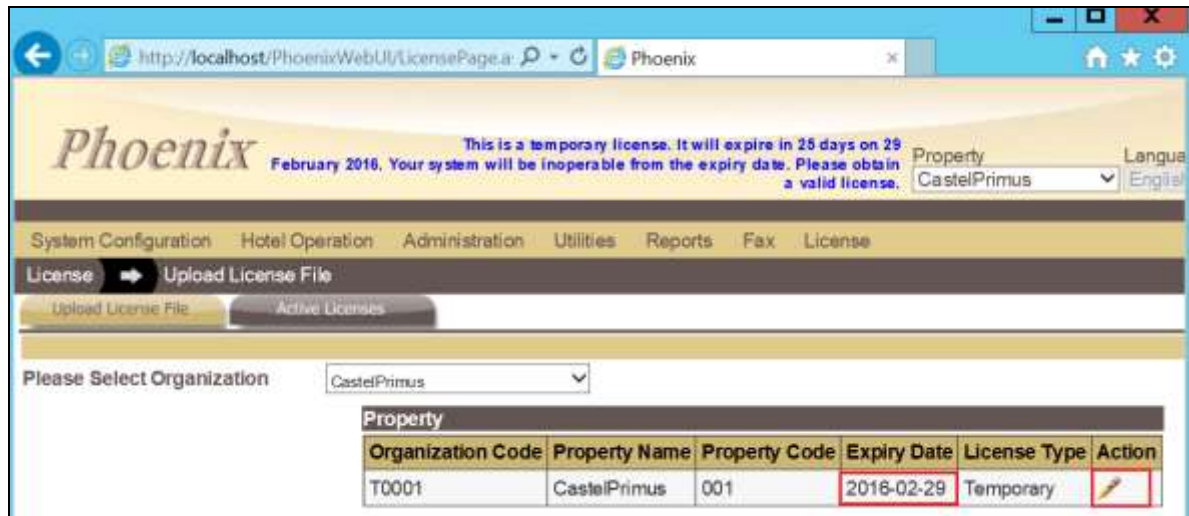 http://localhost/PhoenixWebUI/LicensePage.a
Phoenix
Phoenix
This is a temporary license. It will expire in 25 days on 29
February 2016. Your system will be inoperable from the expiry date. Please obtain
a valid license.
Property Langua
CastelPrimus English
System Configuration Hotel Operation Administration Utilities Reports Fax License
License Upload License File
Upload License File Active Licenses
Please Select Organization CastelPrimus
Property
Organization Code Property Name Property Code Expiry Date License Type Action
T0001 CastelPrimus 001 2016-02-29 Temporary